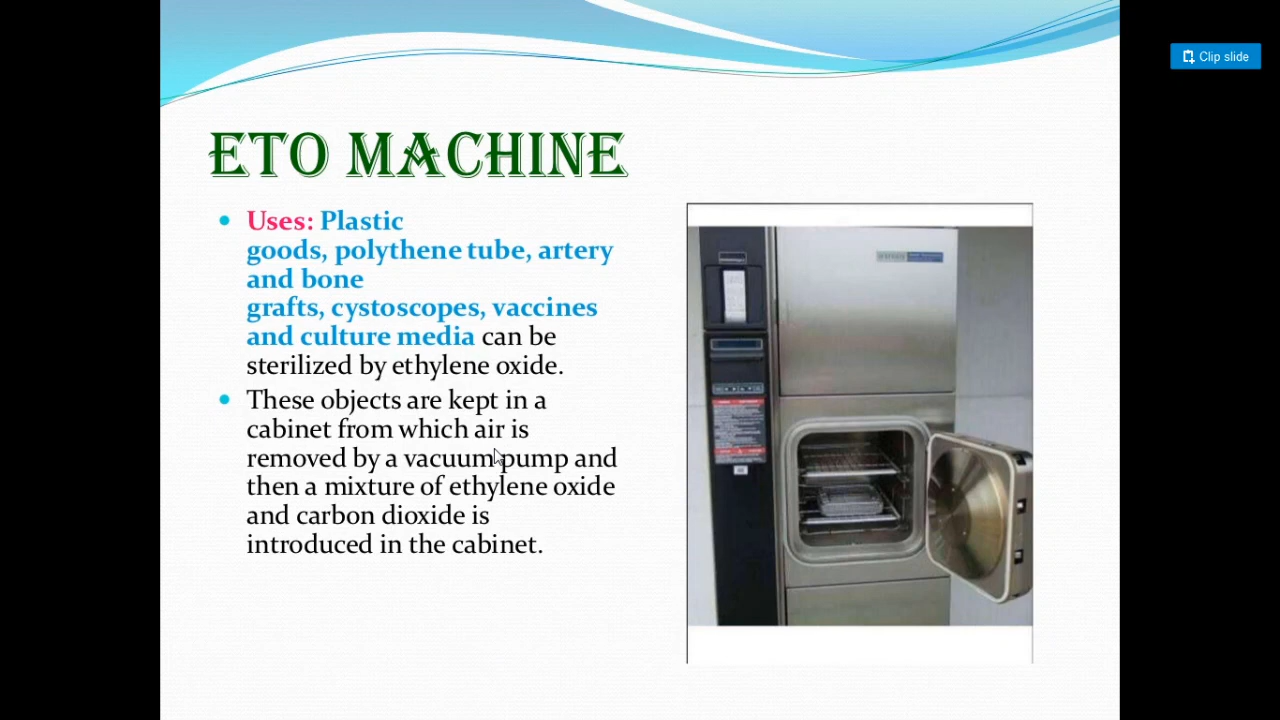 Clip slide
ETO MACHINE
Uses: Plastic
goods, polythene tube, artery
and bone
grafts, cystoscopes, vaccines
and culture media can be
sterilized by ethylene oxide.
These objects are kept in a
cabinet from which air is
removed by a vacuum pump and
then a mixture of ethylene oxide
and carbon dioxide is
introduced in the cabinet.